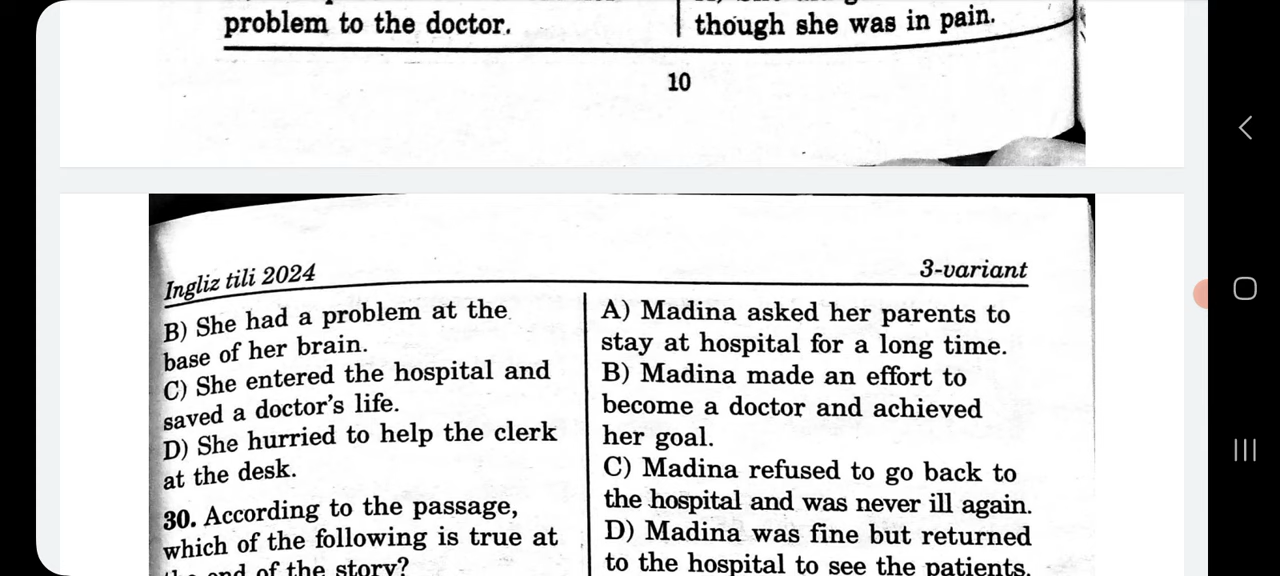 problem to the doctor.
though she was in pain.
10
Ingliz tili 2024
3-variant
B) She had a problem at the
base of her brain.
C) She entered the hospital and
saved a doctor's life.
D) She hurried to help the clerk
at the desk.
30. According to the passage,
which of the following is true at
end of the story?
A) Madina asked her parents to
stay at hospital for a long time.
B) Madina made an effort to
become a doctor and achieved
her goal.
C) Madina refused to go back to
the hospital and was never ill again.
D) Madina was fine but returned
to the hospital to see the patients.